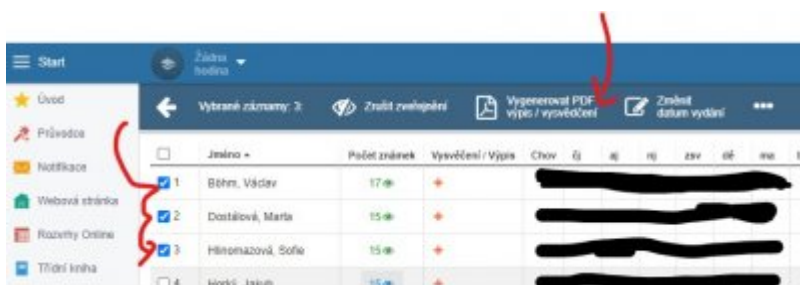 Start
Žádná
hodina
Úvod
Průvodce
Notifikace
Webová stránka
Rozvrhy Online
Třídní kniha
Vybrané záznamy: 3
Zrušit zveřejnění
Vygenerovat PDF
výpis / vysvědčení
Změnit
datum vydání
Jméno
Počet známek
Vysvědčení / Výpis
Chov
čj
aj
nj
zsv
dě
ma
1 Böhm, Václav 17
2 Dostálová, Marta 15
3 Hlinomazová, Sofie 15
4 Horký, Jakub 15